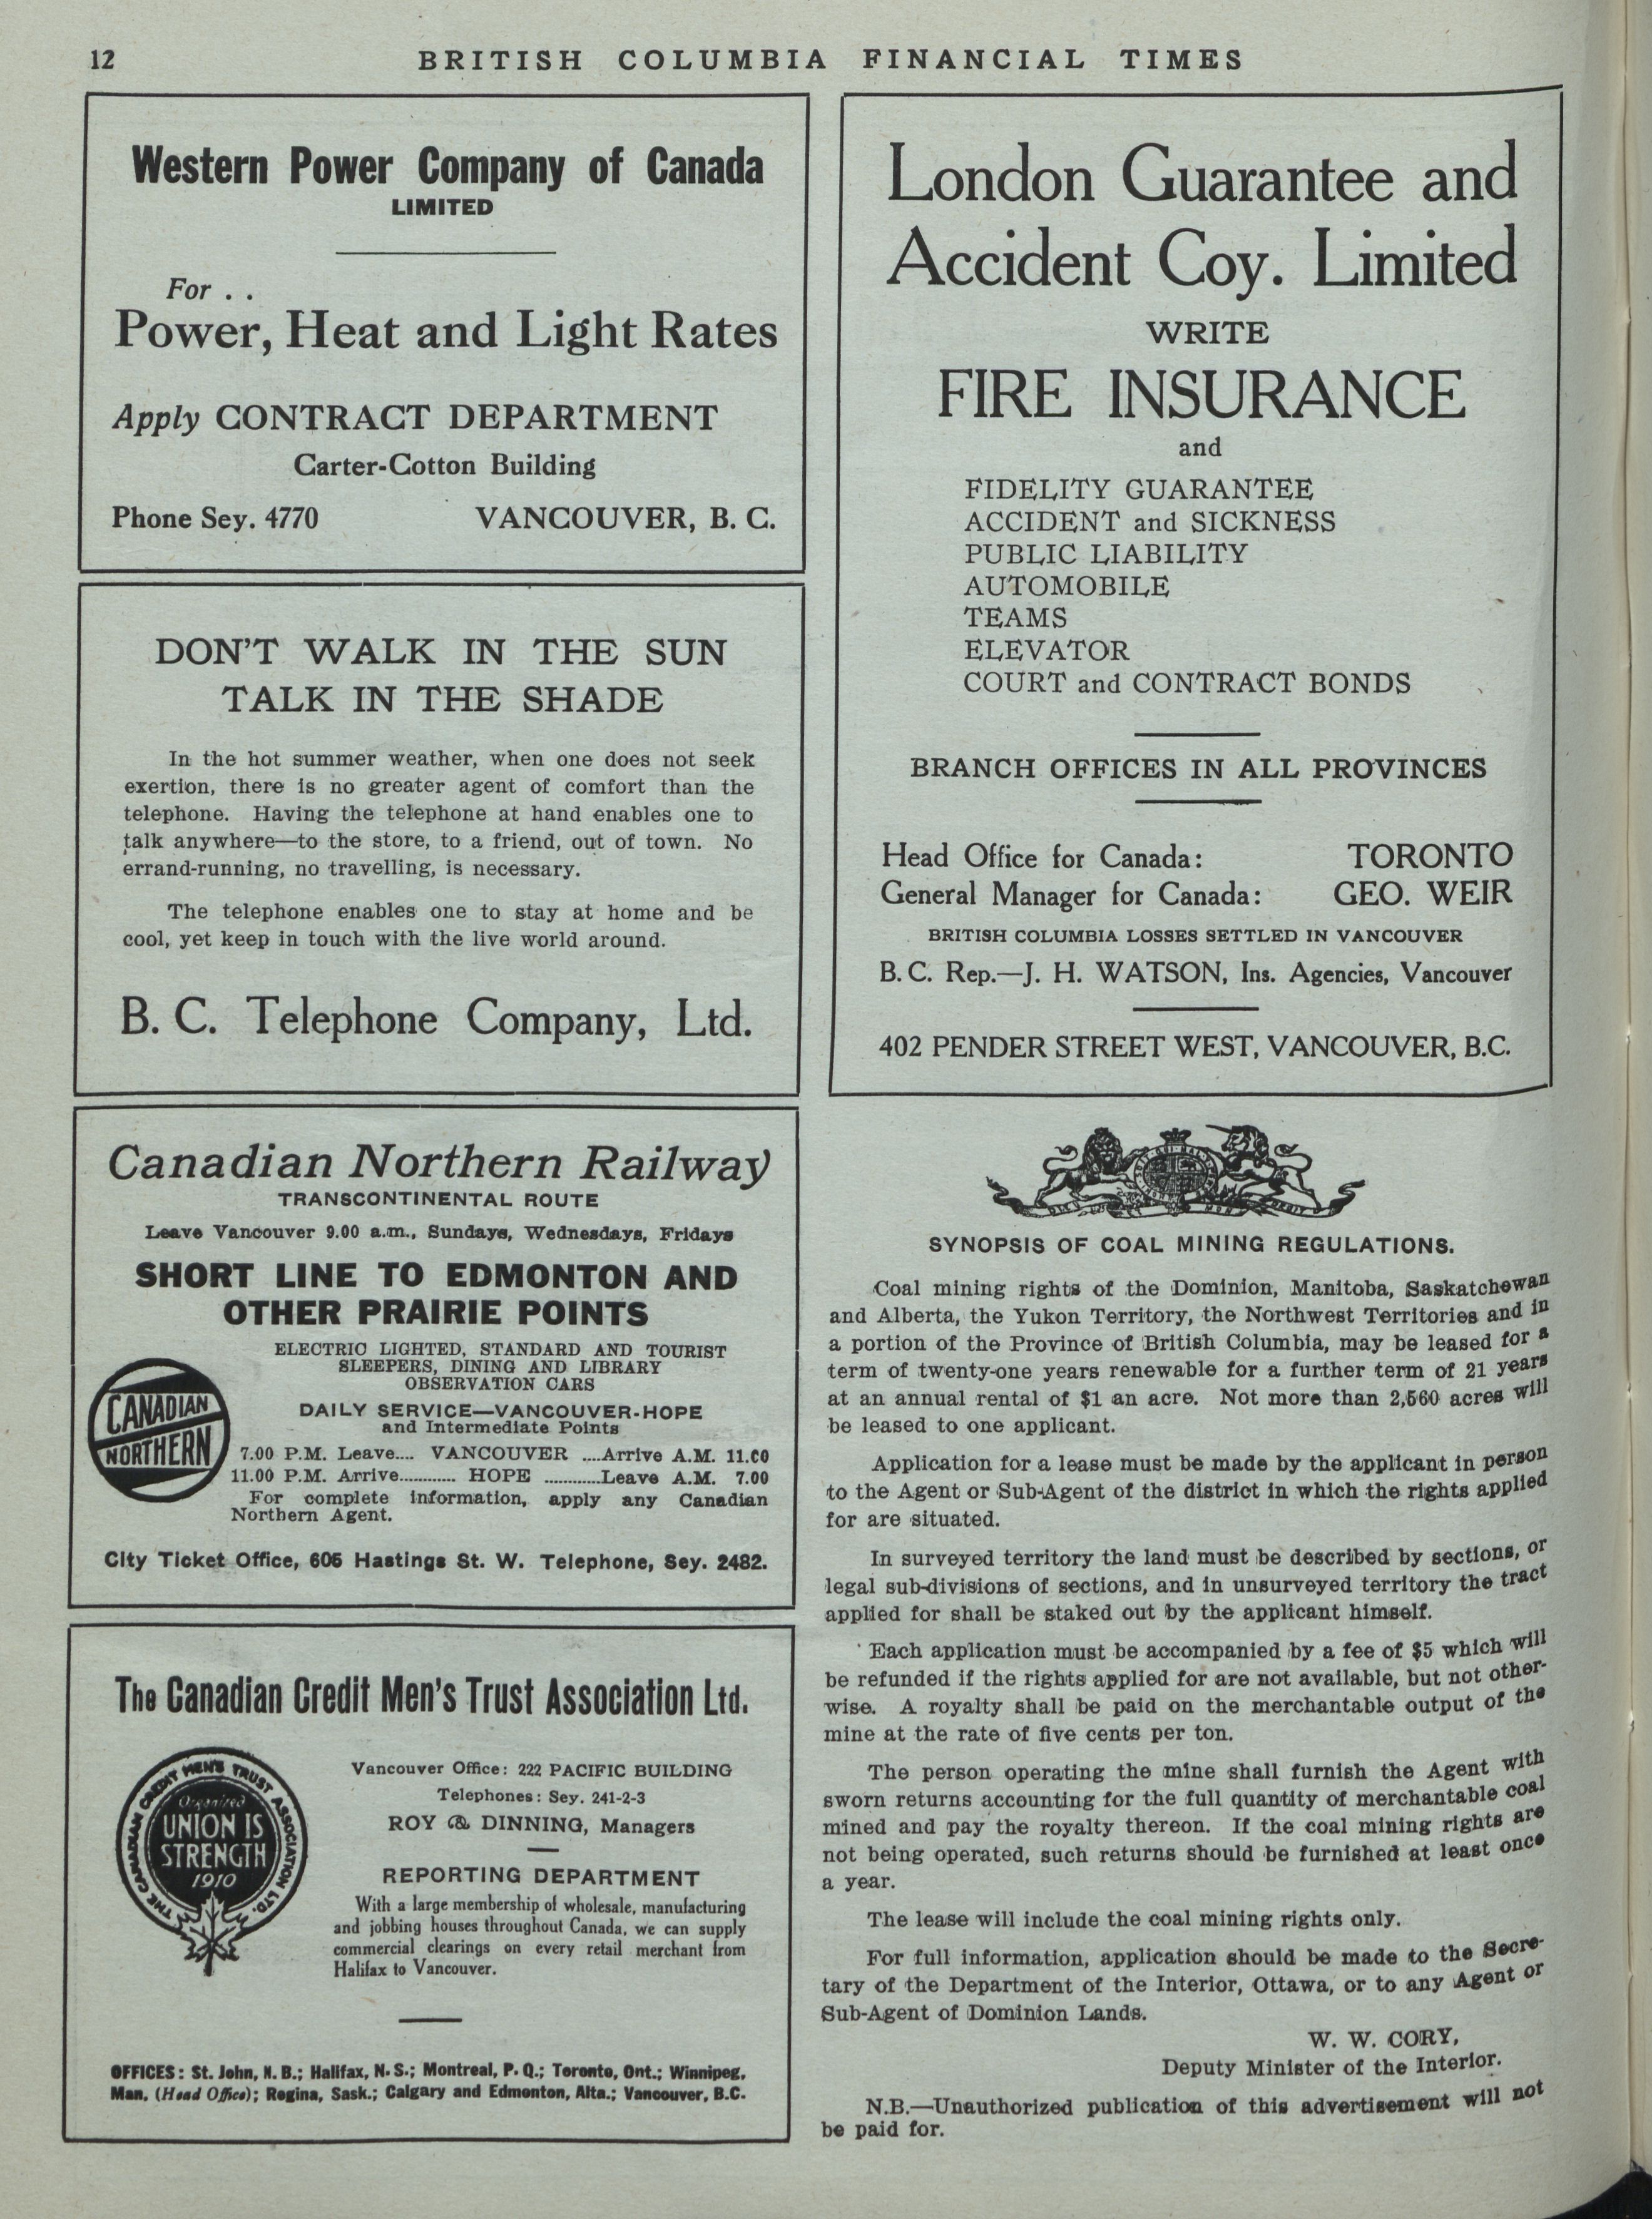 12
BRITISH COLUMBIA FINANCIAL TIMES
Western Power Company of Canada
LIMITED
For . .
Power, Heat and Light Rates
Apply CONTRACT DEPARTMENT
Carter-Cotton Building
Phone Sey. 4770 VANCOUVER, B. C.
DON'T WALK IN THE SUN
TALK IN THE SHADE
In the hot summer weather, when one does not seek
exertion, there is no greater agent of comfort than the
telephone. Having the telephone at hand enables one to
talk anywhere—to the store, to a friend, out of town. No
errand-running, no travelling, is necessary.
The telephone enables one to stay at home and be
cool, yet keep in touch with the live world around.
B. C. Telephone Company, Ltd.
Canadian Northern Railway
TRANSCONTINENTAL ROUTE
Leave Vancouver 9.00 a.m., Sundays, Wednesdays, Fridays
SHORT LINE TO EDMONTON AND
OTHER PRAIRIE POINTS
ELECTRIC LIGHTED, STANDARD AND TOURIST
SLEEPERS, DINING AND LIBRARY
OBSERVATION CARS
CANADIAN
NORTHERN
DAILY SERVICE—VANCOUVER-HOPE
and Intermediate Points
7.00 P.M. Leave.... VANCOUVER ....Arrive A.M. 11.00
11.00 P.M. Arrive............ HOPE ...........Leave A.M. 7.00
For complete information, apply any Canadian
Northern Agent.
City Ticket Office, 605 Hastings St. W. Telephone, Sey. 2482.
The Canadian Credit Men's Trust Association Ltd.
THE CANADIAN CREDIT MEN'S TRUST ASSOCIATION LTD.
Organized
UNION IS
STRENGTH
1910
Vancouver Office: 222 PACIFIC BUILDING
Telephones: Sey. 241-2-3
ROY & DINNING, Managers
REPORTING DEPARTMENT
With a large membership of wholesale, manufacturing
and jobbing houses throughout Canada, we can supply
commercial clearings on every retail merchant from
Halifax to Vancouver.
OFFICES: St. John, N. B.; Halifax, N. S.; Montreal, P. Q.; Toronto, Ont.; Winnipeg,
Man. (Head Office); Regina, Sask.; Calgary and Edmonton, Alta.; Vancouver, B.C.
London Guarantee and
Accident Coy. Limited
WRITE
FIRE INSURANCE
and
FIDELITY GUARANTEE
ACCIDENT and SICKNESS
PUBLIC LIABILITY
AUTOMOBILE
TEAMS
ELEVATOR
COURT and CONTRACT BONDS
BRANCH OFFICES IN ALL PROVINCES
Head Office for Canada: TORONTO
General Manager for Canada: GEO. WEIR
BRITISH COLUMBIA LOSSES SETTLED IN VANCOUVER
B. C. Rep.—J. H. WATSON, Ins. Agencies, Vancouver
402 PENDER STREET WEST, VANCOUVER, B.C.
SYNOPSIS OF COAL MINING REGULATIONS.
Coal mining rights of the Dominion, Manitoba, Saskatchewan
and Alberta, the Yukon Territory, the Northwest Territories and in
a portion of the Province of British Columbia, may be leased for a
term of twenty-one years renewable for a further term of 21 years
at an annual rental of $1 an acre. Not more than 2,560 acres will
be leased to one applicant.
Application for a lease must be made by the applicant in person
to the Agent or Sub-Agent of the district in which the rights applied
for are situated.
In surveyed territory the land must be described by sections, or
legal sub-divisions of sections, and in unsurveyed territory the tract
applied for shall be staked out by the applicant himself.
Each application must be accompanied by a fee of $5 which will
be refunded if the rights applied for are not available, but not other-
wise. A royalty shall be paid on the merchantable output of the
mine at the rate of five cents per ton.
The person operating the mine shall furnish the Agent with
sworn returns accounting for the full quantity of merchantable coal
mined and pay the royalty thereon. If the coal mining rights are
not being operated, such returns should be furnished at least once
a year.
The lease will include the coal mining rights only.
For full information, application should be made to the Secre-
tary of the Department of the Interior, Ottawa, or to any Agent or
Sub-Agent of Dominion Lands.
W. W. CORY,
Deputy Minister of the Interior.
N.B.—Unauthorized publication of this advertisement will not
be paid for.